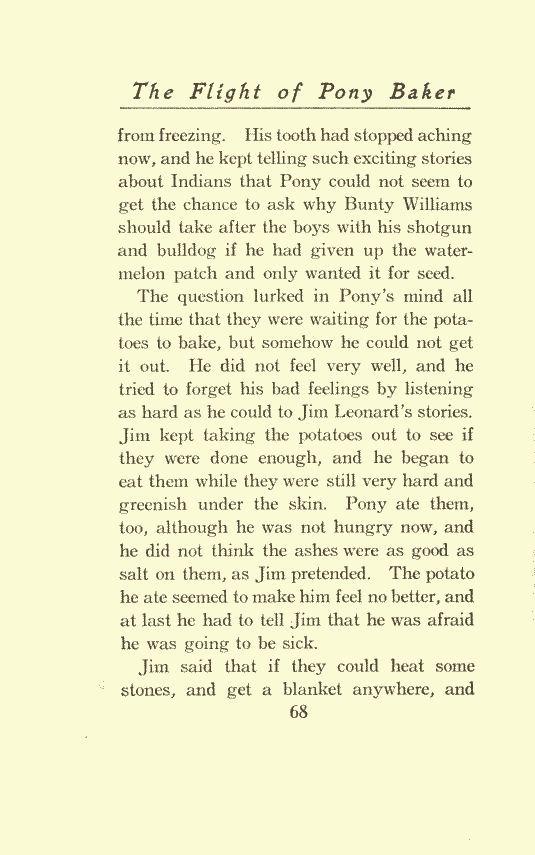 The Flight of Pony Baker
from freezing. His tooth had stopped aching
now, and he kept telling such exciting stories
about Indians that Pony could not seem to
get the chance to ask why Bunty Williams
should take after the boys with his shotgun
and bulldog if he had given up the water-
melon patch and only wanted it for seed.
The question lurked in Pony's mind all
the time that they were waiting for the pota-
toes to bake, but somehow he could not get
it out. He did not feel very well, and he
tried to forget his bad feelings by listening
as hard as he could to Jim Leonard's stories.
Jim kept taking the potatoes out to see if
they were done enough, and he began to
eat them while they were still very hard and
greenish under the skin. Pony ate them,
too, although he was not hungry now, and
he did not think the ashes were as good as
salt on them, as Jim pretended. The potato
he ate seemed to make him feel no better, and
at last he had to tell Jim that he was afraid
he was going to be sick.
Jim said that if they could heat some
stones, and get a blanket anywhere, and
68